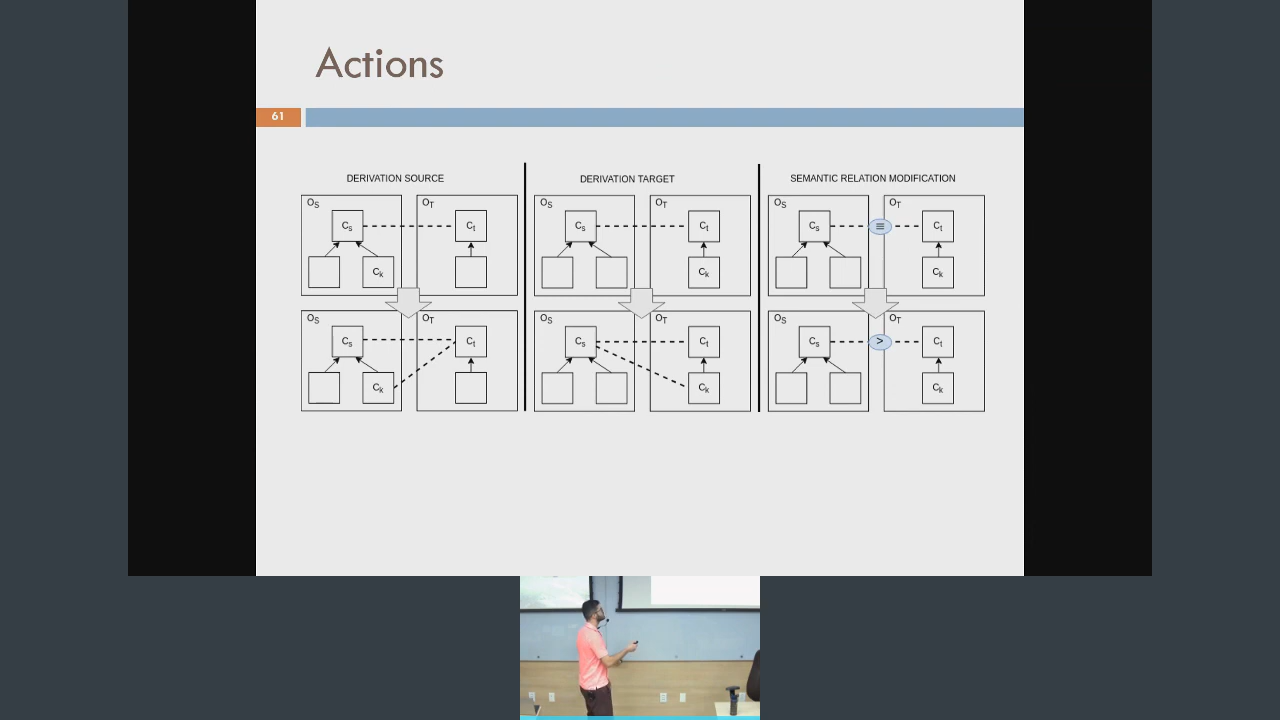 Actions
61
DERIVATION SOURCE
OS
OT
Cs
Ct
Ck
OS
OT
Cs
Ct
Ck
DERIVATION TARGET
OS
OT
Cs
Ct
Ck
OS
OT
Cs
Ct
Ck
SEMANTIC RELATION MODIFICATION
OS
OT
Cs
≡
Ct
Ck
OS
OT
Cs
>
Ct
Ck